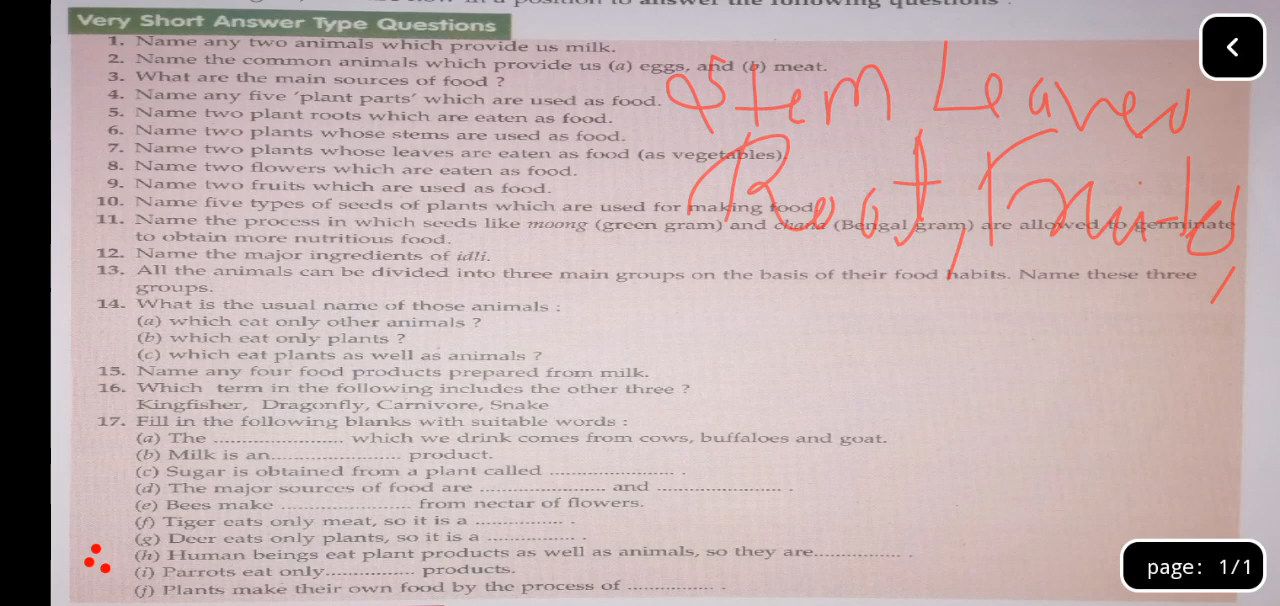 answer the following questions :
Very Short Answer Type Questions
1. Name any two animals which provide us milk.
2. Name the common animals which provide us (a) eggs, and (b) meat.
3. What are the main sources of food ?
4. Name any five ‘plant parts’ which are used as food.
5. Name two plant roots which are eaten as food.
6. Name two plants whose stems are used as food.
7. Name two plants whose leaves are eaten as food (as vegetables).
8. Name two flowers which are eaten as food.
9. Name two fruits which are used as food.
10. Name five types of seeds of plants which are used for making food.
11. Name the process in which seeds like moong (green gram) and chana (Bengal gram) are allowed to germinate
to obtain more nutritious food.
12. Name the major ingredients of idli.
13. All the animals can be divided into three main groups on the basis of their food habits. Name these three
groups.
14. What is the usual name of those animals :
(a) which eat only other animals ?
(b) which eat only plants ?
(c) which eat plants as well as animals ?
15. Name any four food products prepared from milk.
16. Which term in the following includes the other three ?
Kingfisher, Dragonfly, Carnivore, Snake
17. Fill in the following blanks with suitable words :
(a) The ...................... which we drink comes from cows, buffaloes and goat.
(b) Milk is an...................... product.
(c) Sugar is obtained from a plant called ..................... .
(d) The major sources of food are ..................... and ..................... .
(e) Bees make ...................... from nectar of flowers.
(f) Tiger eats only meat, so it is a ............... .
(g) Deer eats only plants, so it is a ............... .
(h) Human beings eat plant products as well as animals, so they are............... .
(i) Parrots eat only............... products.
(j) Plants make their own food by the process of ............... .
Stem Leaves
Root, Fruits,
page: 1/1